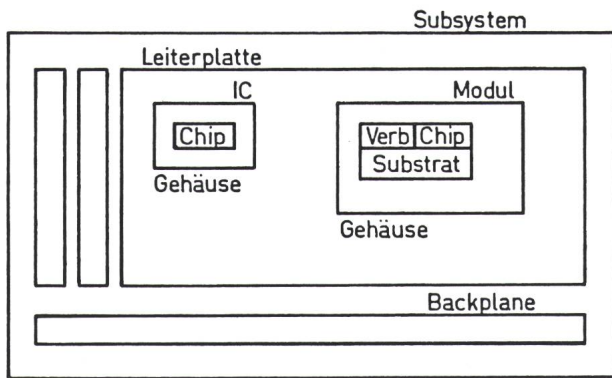 Subsystem
Leiterplatte
IC
Modul
Chip
Verb Chip
Substrat
Gehäuse
Gehäuse
Backplane